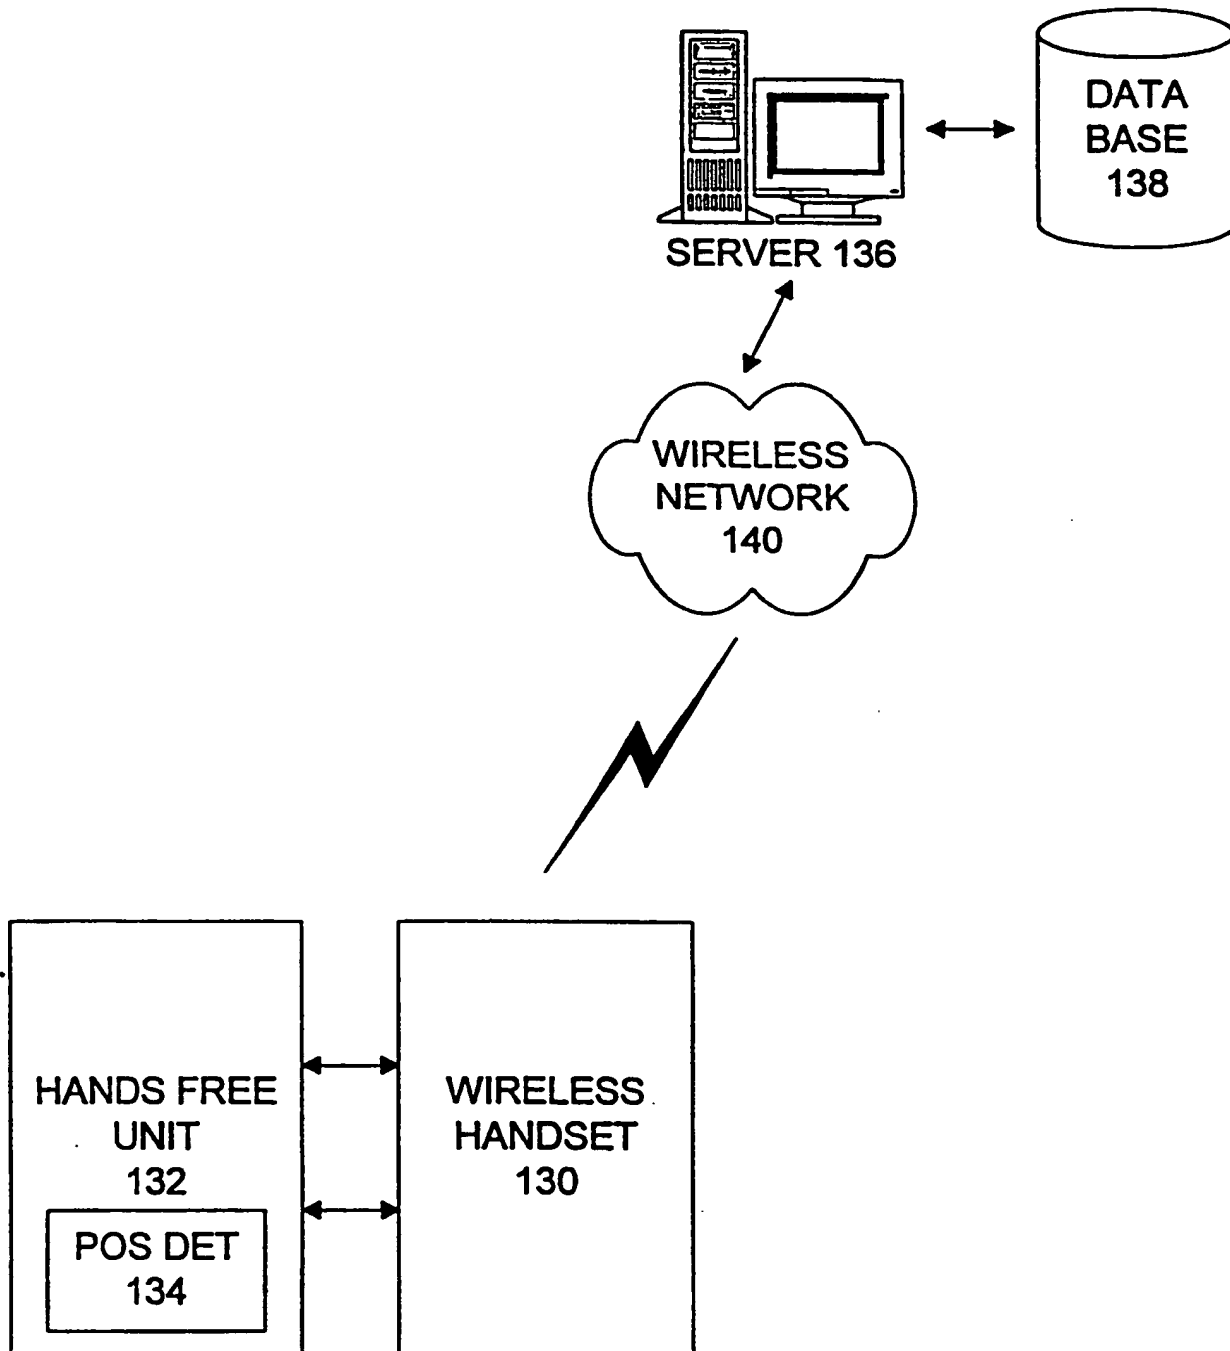 DATA
BASE
138
SERVER 136
WIRELESS
NETWORK
140
HANDS FREE
UNIT
132
POS DET
134
WIRELESS
HANDSET
130